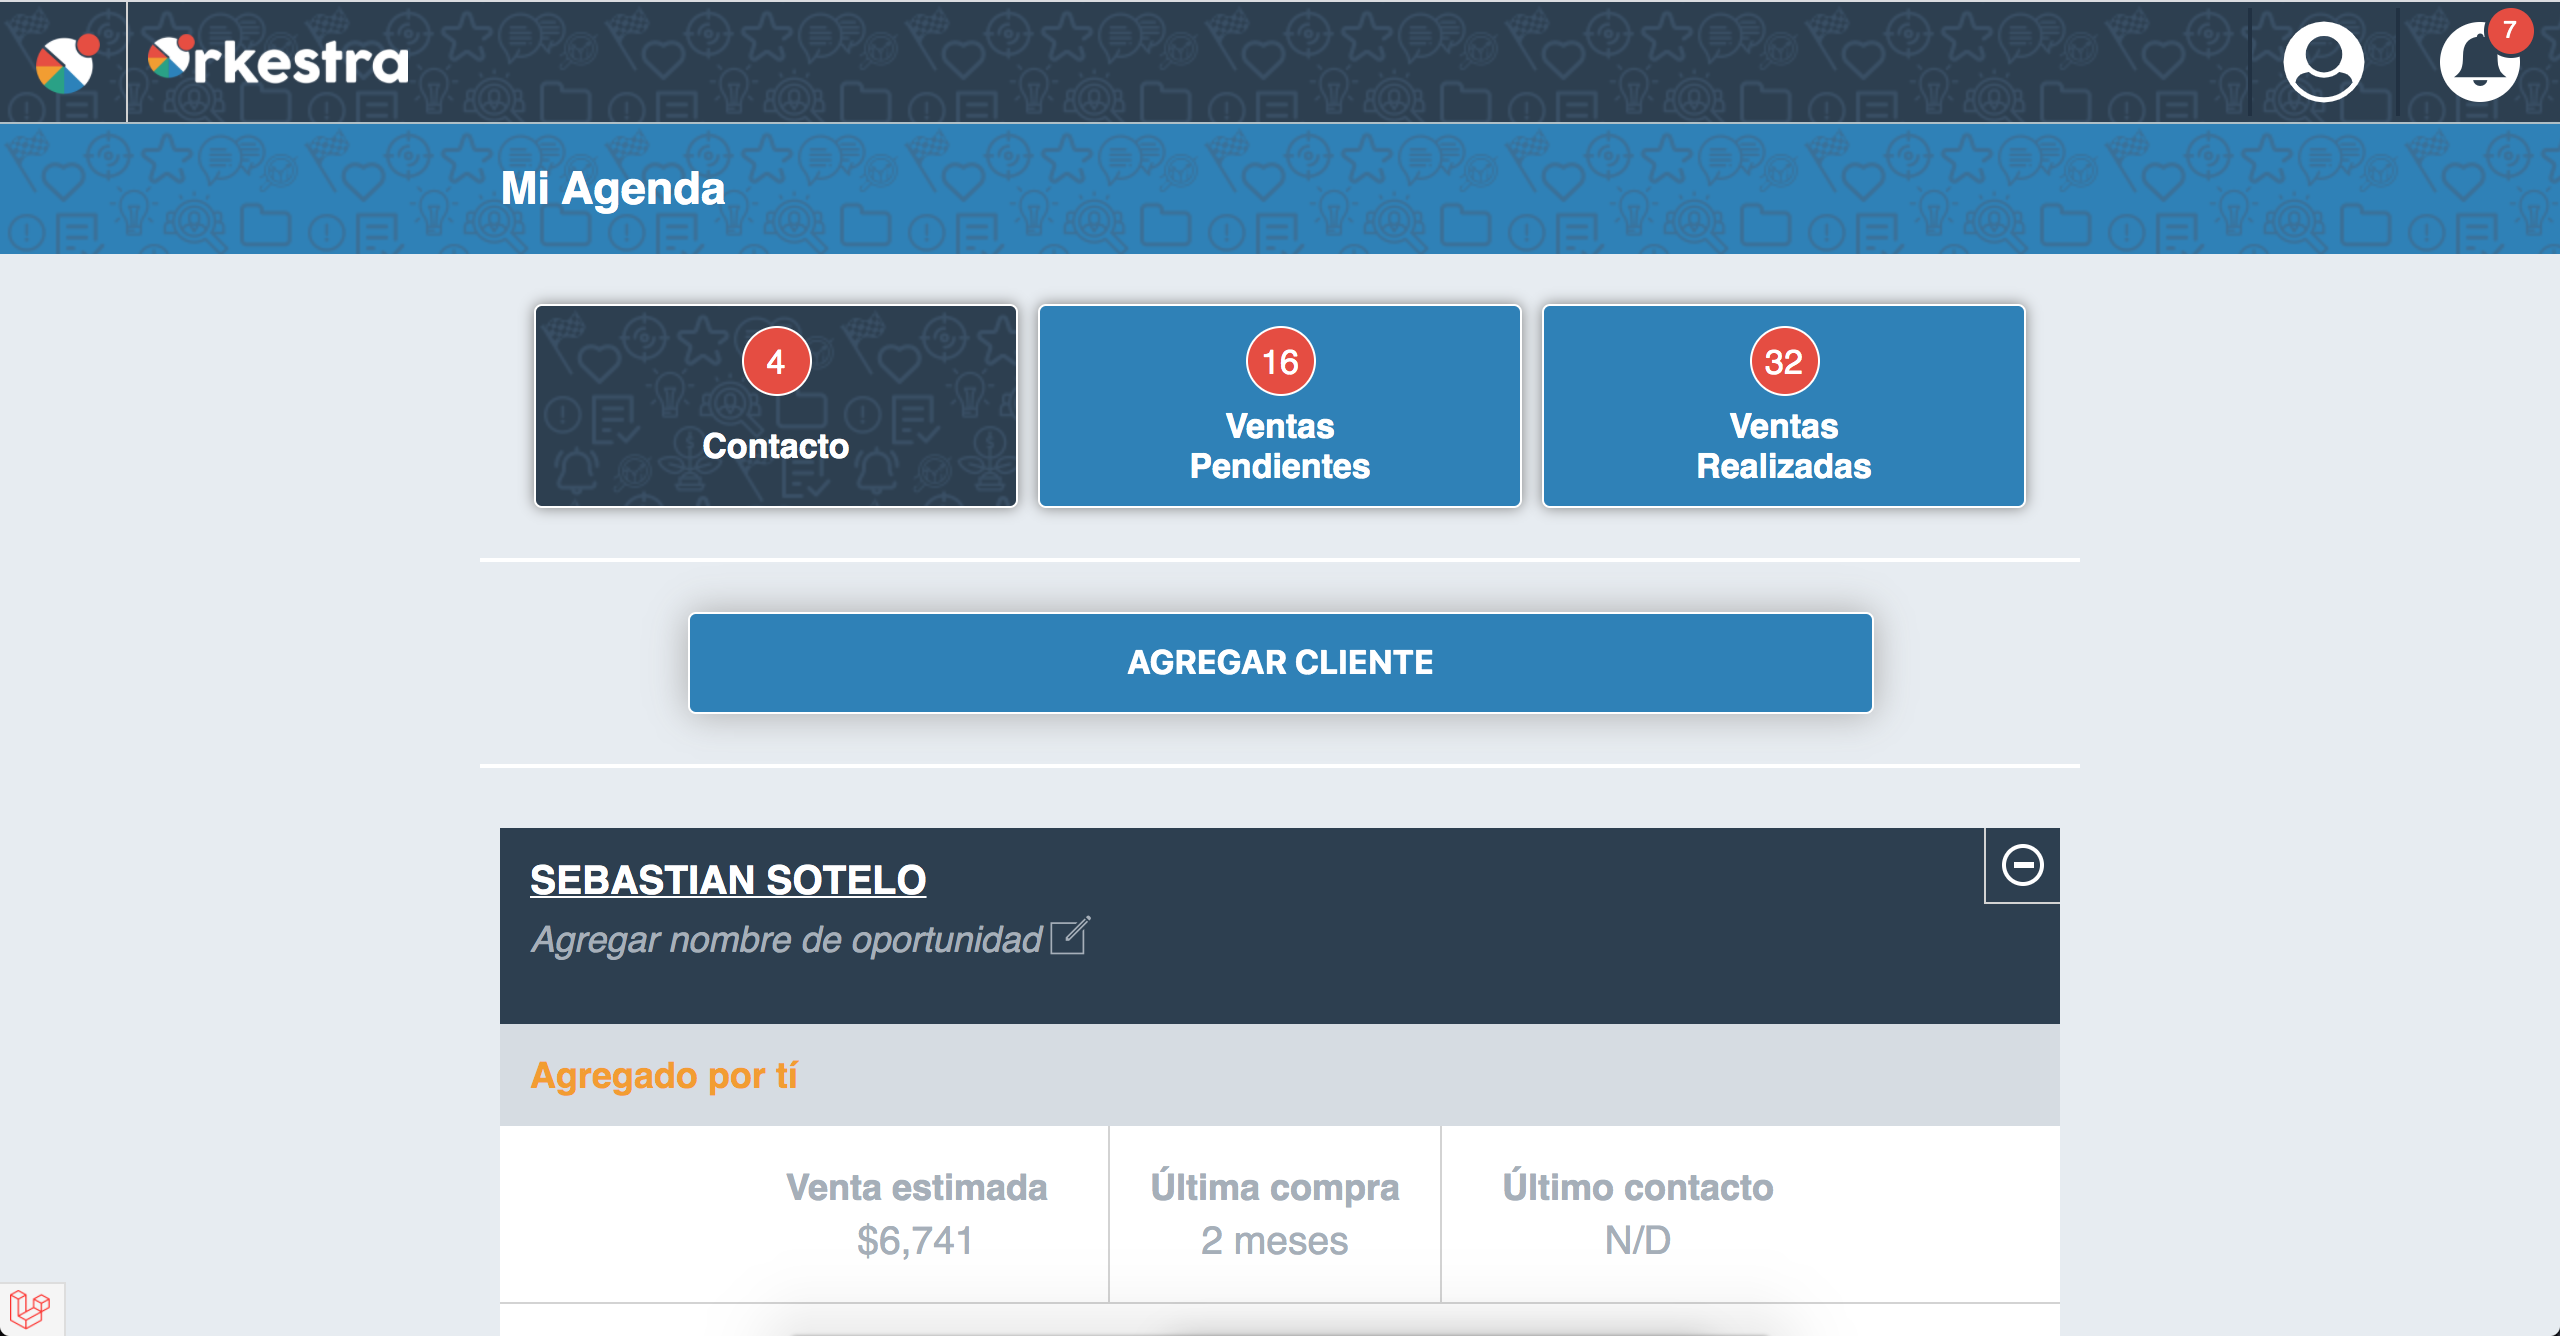 Orkestra
7
Mi Agenda
4
Contacto
16
Ventas
Pendientes
32
Ventas
Realizadas
AGREGAR CLIENTE
SEBASTIAN SOTELO
Agregar nombre de oportunidad
Agregado por tí
Venta estimada
$6,741
Última compra
2 meses
Último contacto
N/D